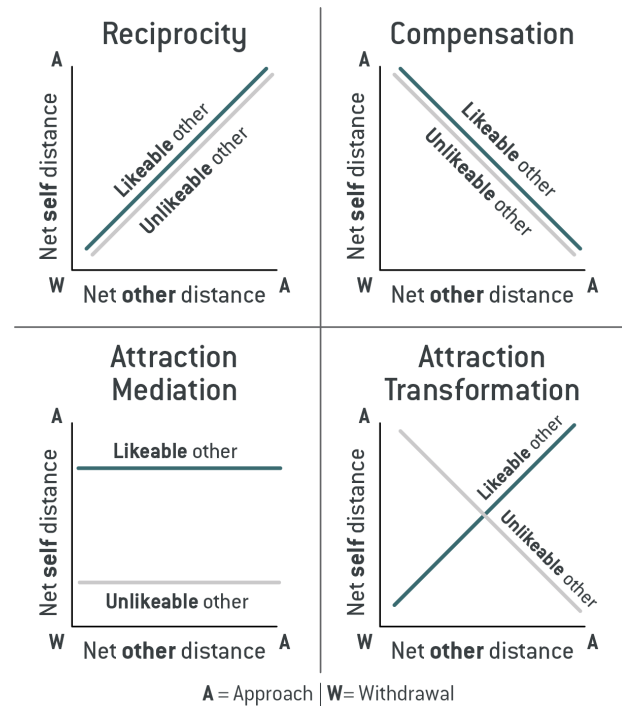 Reciprocity
A
Net self distance
Likeable other
Unlikeable other
W
Net other distance
A
Compensation
A
Net self distance
Likeable other
Unlikeable other
W
Net other distance
A
Attraction
Mediation
A
Net self distance
Likeable other
Unlikeable other
W
Net other distance
A
Attraction
Transformation
A
Net self distance
Likeable other
Unlikeable other
W
Net other distance
A
A = Approach | W= Withdrawal